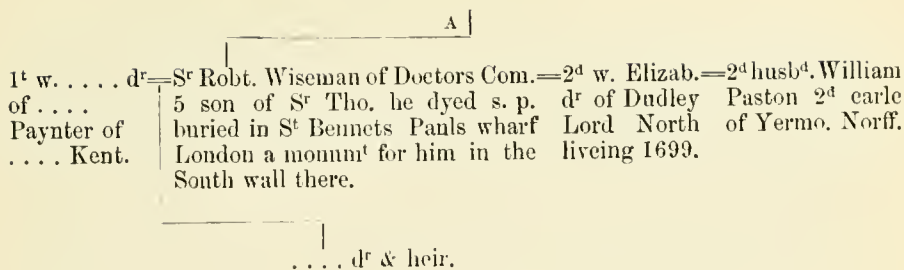 A
1ᵗ w. . . . . . dʳ=Sʳ Robt. Wiseman of Doctors Com.=2ᵈ w. Elizab.=2ᵈ husbᵈ. William
of . . . . 5 son of Sʳ Tho. he dyed s. p. dʳ of Dudley Paston 2ᵈ earle
Paynter of buried in Sᵗ Bennets Pauls wharf Lord North of Yermo. Norff.
. . . . Kent. London a monumᵗ for him in the liveing 1699.
South wall there.
. . . . dʳ & heir.